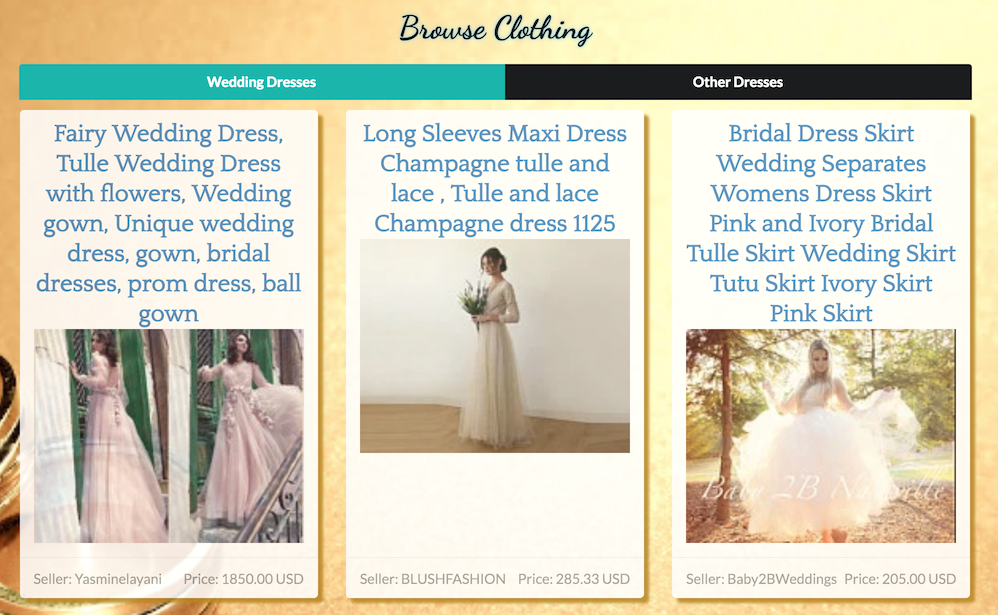 Browse Clothing
Wedding Dresses
Other Dresses
Fairy Wedding Dress,
Tulle Wedding Dress
with flowers, Wedding
gown, Unique wedding
dress, gown, bridal
dresses, prom dress, ball
gown
Seller: Yasminelayani
Price: 1850.00 USD
Long Sleeves Maxi Dress
Champagne tulle and
lace , Tulle and lace
Champagne dress 1125
Seller: BLUSHFASHION
Price: 285.33 USD
Bridal Dress Skirt
Wedding Separates
Womens Dress Skirt
Pink and Ivory Bridal
Tulle Skirt Wedding Skirt
Tutu Skirt Ivory Skirt
Pink Skirt
Baby 2B Nashville
Seller: Baby2BWeddings
Price: 205.00 USD